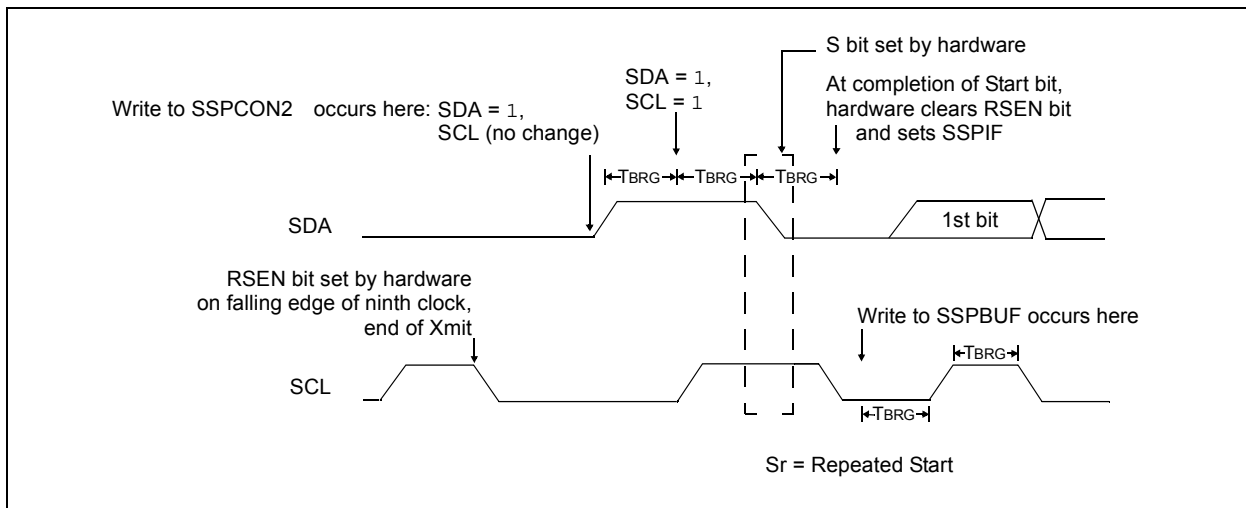 S bit set by hardware
SDA = 1,
SCL = 1
At completion of Start bit,
hardware clears RSEN bit
and sets SSPIF
Write to SSPCON2 occurs here: SDA = 1,
SCL (no change)
TBRG TBRG TBRG
SDA
1st bit
RSEN bit set by hardware
on falling edge of ninth clock,
end of Xmit
Write to SSPBUF occurs here
TBRG
SCL
TBRG
Sr = Repeated Start